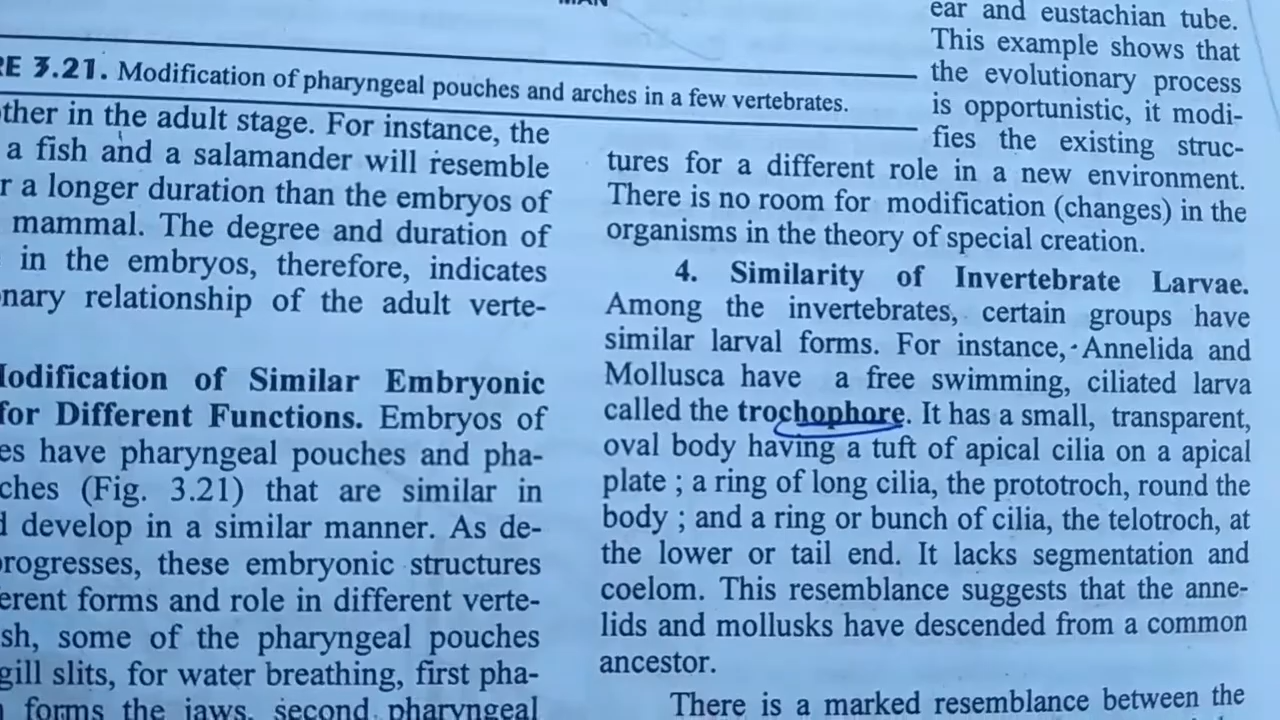 MAN
RE 3.21. Modification of pharyngeal pouches and arches in a few vertebrates.
other in the adult stage. For instance, the
a fish and a salamander will resemble
r a longer duration than the embryos of
mammal. The degree and duration of
in the embryos, therefore, indicates
nary relationship of the adult verte-
Modification of Similar Embryonic
for Different Functions. Embryos of
es have pharyngeal pouches and pha-
ches (Fig. 3.21) that are similar in
d develop in a similar manner. As de-
rogresses, these embryonic structures
erent forms and role in different verte-
sh, some of the pharyngeal pouches
gill slits, for water breathing, first pha-
forms the jaws, second pharyngeal
ear and eustachian tube.
This example shows that
the evolutionary process
is opportunistic, it modi-
fies the existing struc-
tures for a different role in a new environment.
There is no room for modification (changes) in the
organisms in the theory of special creation.
4. Similarity of Invertebrate Larvae.
Among the invertebrates, certain groups have
similar larval forms. For instance, Annelida and
Mollusca have a free swimming, ciliated larva
called the trochophore. It has a small, transparent,
oval body having a tuft of apical cilia on a apical
plate ; a ring of long cilia, the prototroch, round the
body ; and a ring or bunch of cilia, the telotroch, at
the lower or tail end. It lacks segmentation and
coelom. This resemblance suggests that the anne-
lids and mollusks have descended from a common
ancestor.
There is a marked resemblance between the